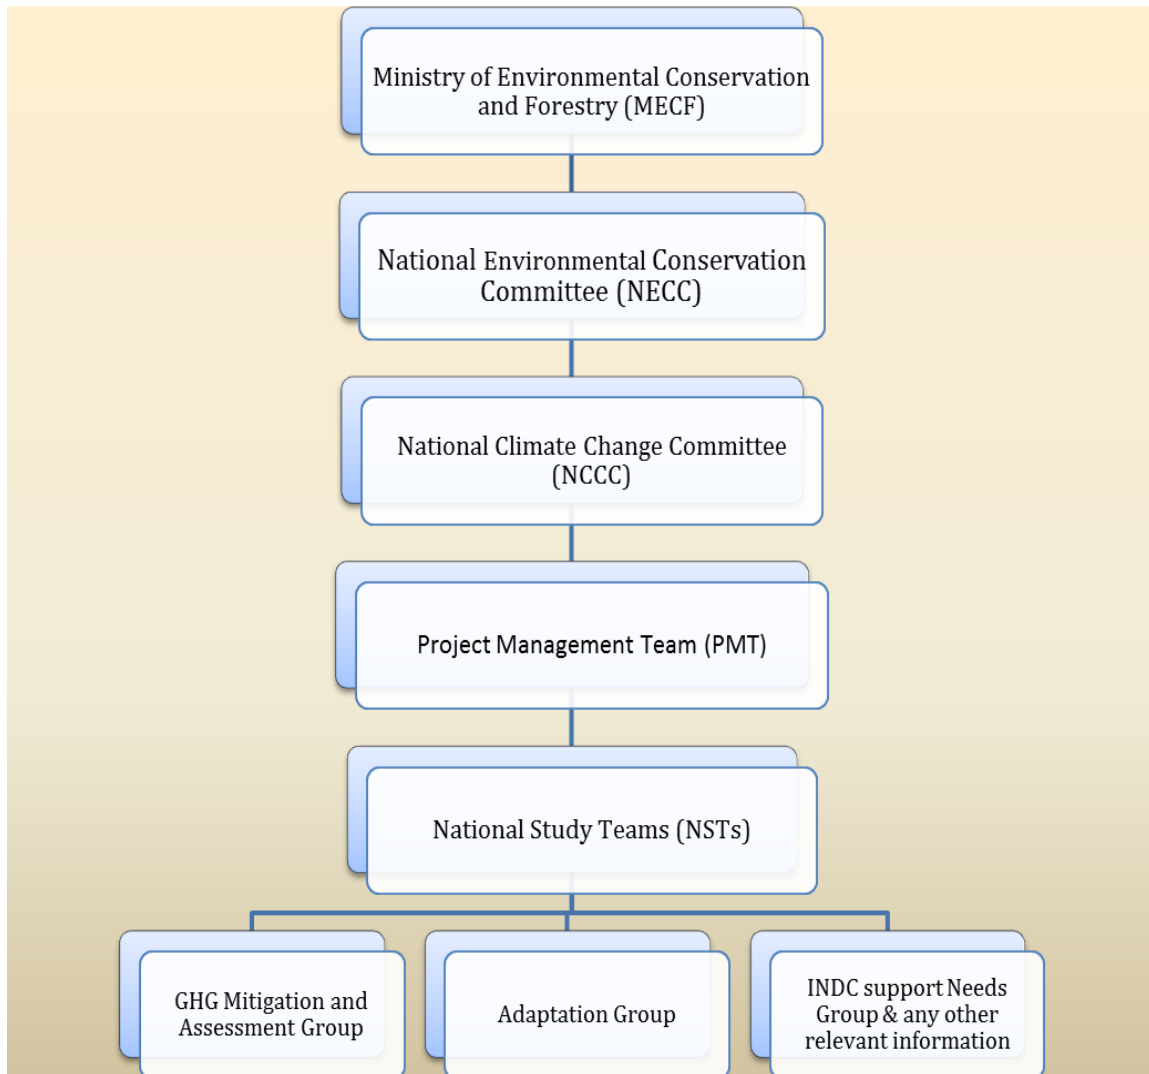 Ministry of Environmental Conservation
and Forestry (MECF)
National Environmental Conservation
Committee (NECC)
National Climate Change Committee
(NCCC)
Project Management Team (PMT)
National Study Teams (NSTs)
GHG Mitigation and
Assessment Group
Adaptation Group
INDC support Needs
Group & any other
relevant information